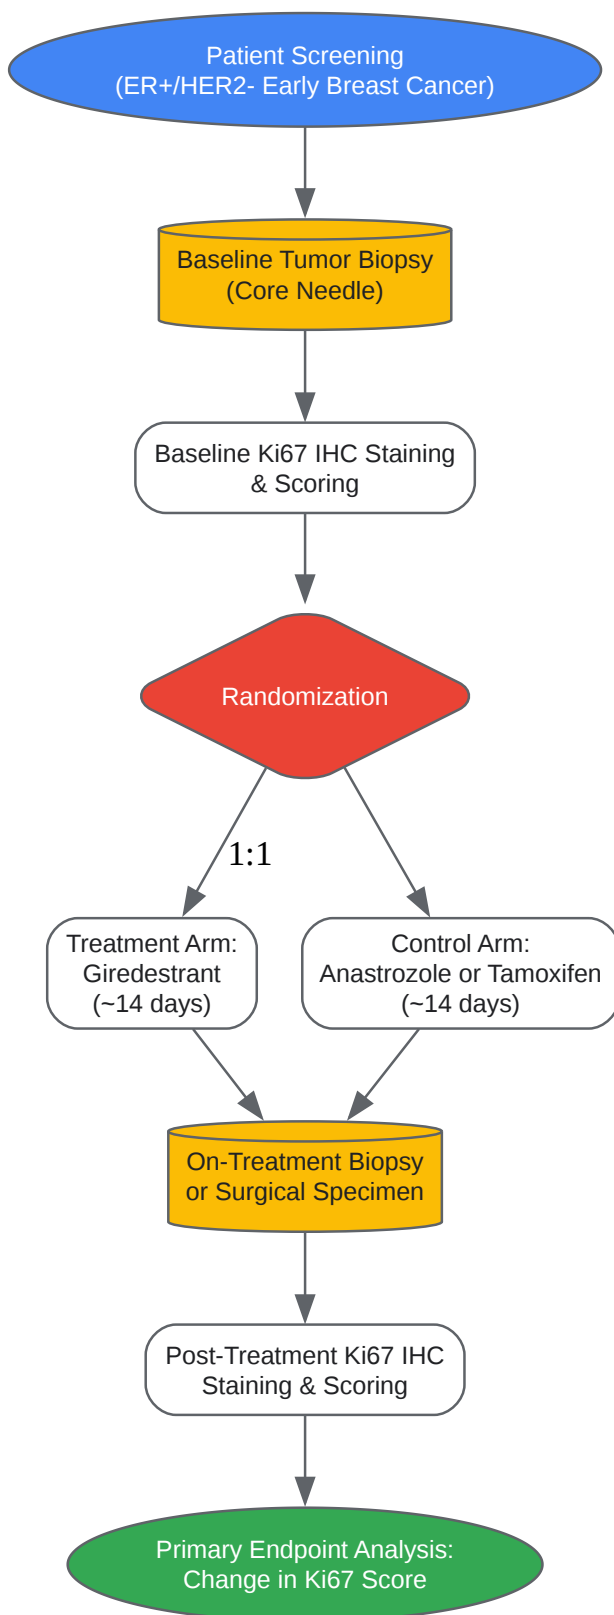 Patient Screening
(ER+/HER2- Early Breast Cancer)
Baseline Tumor Biopsy
(Core Needle)
Baseline Ki67 IHC Staining
& Scoring
Randomization
1:1
Treatment Arm:
Giredestrant
(~14 days)
Control Arm:
Anastrozole or Tamoxifen
(~14 days)
On-Treatment Biopsy
or Surgical Specimen
Post-Treatment Ki67 IHC
Staining & Scoring
Primary Endpoint Analysis:
Change in Ki67 Score